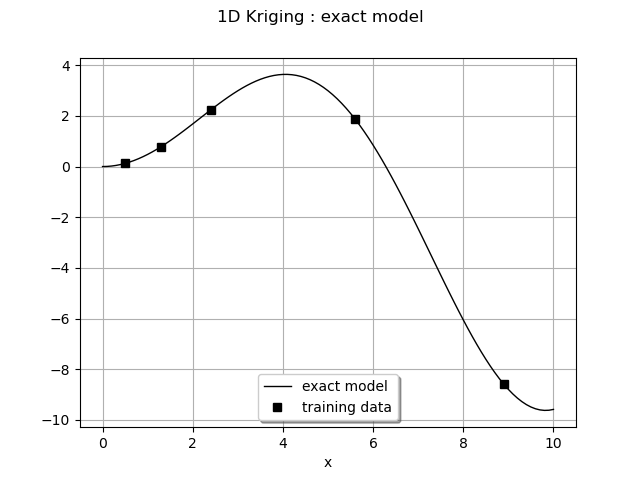 1D Kriging : exact model
4
2
0
−2
−4
−6
−8
−10
exact model
training data
0 2 4 6 8 10
x